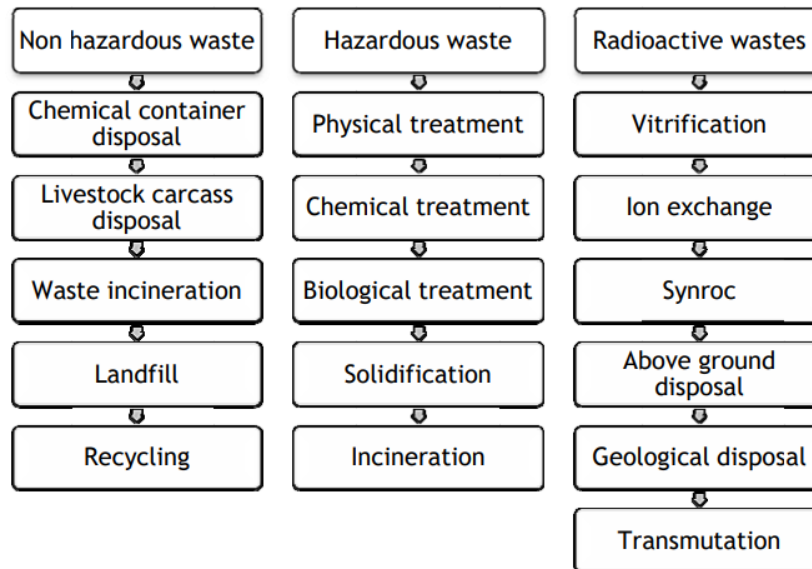 Non hazardous waste
Chemical container
disposal
Livestock carcass
disposal
Waste incineration
Landfill
Recycling
Hazardous waste
Physical treatment
Chemical treatment
Biological treatment
Solidification
Incineration
Radioactive wastes
Vitrification
Ion exchange
Synroc
Above ground
disposal
Geological disposal
Transmutation